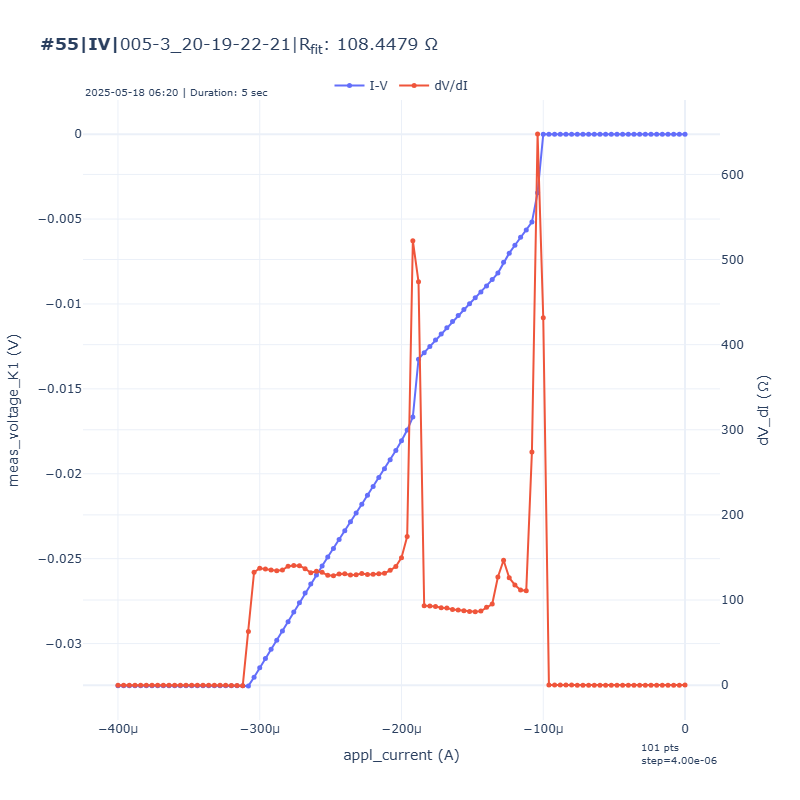 #55|IV|005-3_20-19-22-21|Rfit: 108.4479 Ω
2025-05-18 06:20 | Duration: 5 sec
I-V
dV/dI
0
−0.005
−0.01
−0.015
−0.02
−0.025
−0.03
meas_voltage_K1 (V)
600
500
400
300
200
100
0
dV_dI (Ω)
−400μ
−300μ
−200μ
−100μ
0
appl_current (A)
101 pts
step=4.00e-06